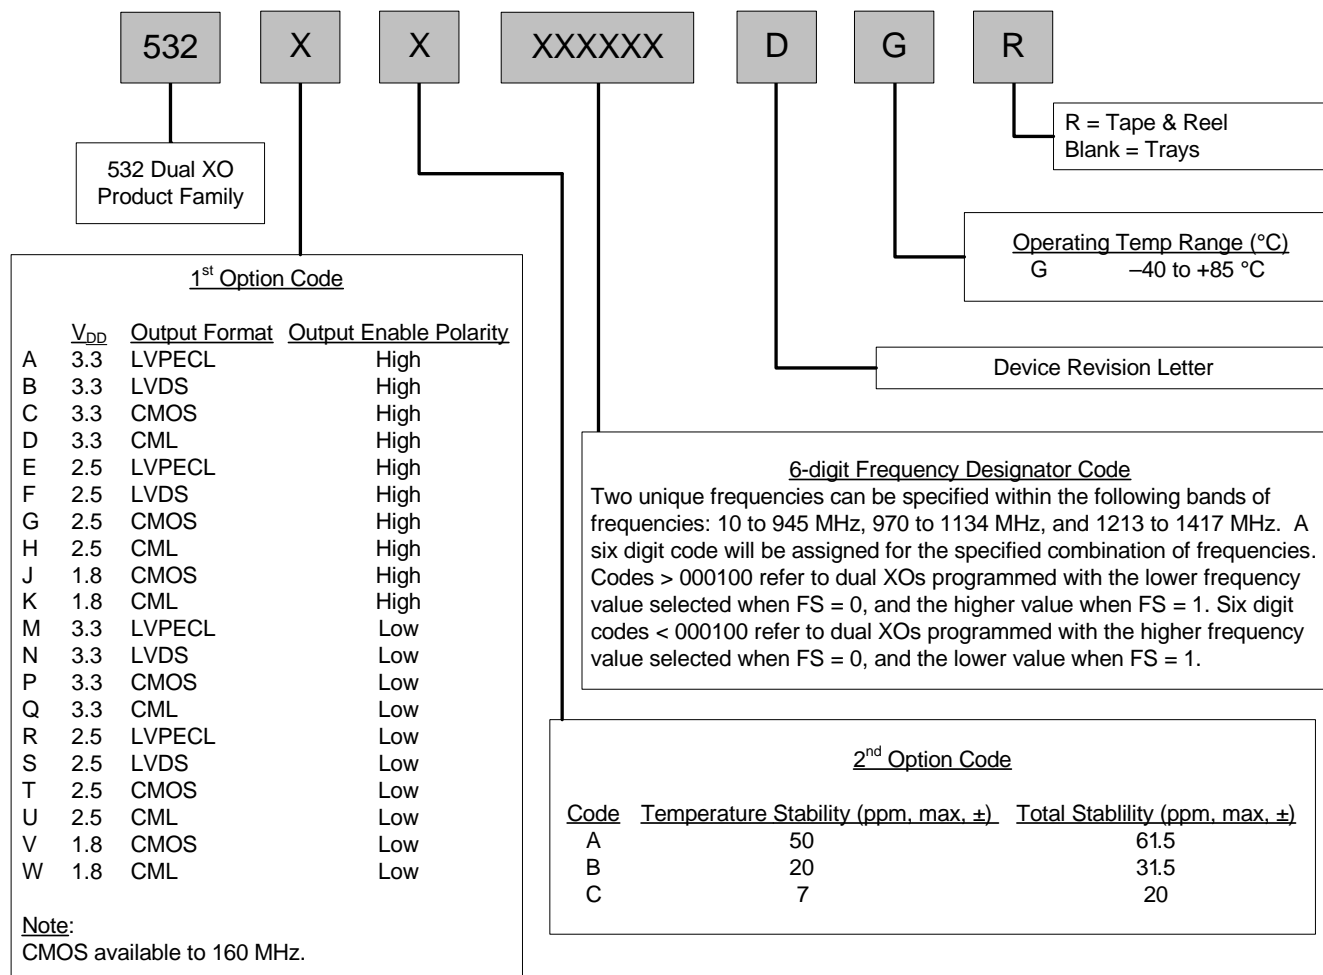 532 X X XXXXXX D G R
R = Tape & Reel
Blank = Trays
532 Dual XO
Product Family
Operating Temp Range (°C)
G –40 to +85 °C
Device Revision Letter
1st Option Code
VDD Output Format Output Enable Polarity
A 3.3 LVPECL High
B 3.3 LVDS High
C 3.3 CMOS High
D 3.3 CML High
E 2.5 LVPECL High
F 2.5 LVDS High
G 2.5 CMOS High
H 2.5 CML High
J 1.8 CMOS High
K 1.8 CML High
M 3.3 LVPECL Low
N 3.3 LVDS Low
P 3.3 CMOS Low
Q 3.3 CML Low
R 2.5 LVPECL Low
S 2.5 LVDS Low
T 2.5 CMOS Low
U 2.5 CML Low
V 1.8 CMOS Low
W 1.8 CML Low
Note:
CMOS available to 160 MHz.
6-digit Frequency Designator Code
Two unique frequencies can be specified within the following bands of
frequencies: 10 to 945 MHz, 970 to 1134 MHz, and 1213 to 1417 MHz. A
six digit code will be assigned for the specified combination of frequencies.
Codes > 000100 refer to dual XOs programmed with the lower frequency
value selected when FS = 0, and the higher value when FS = 1. Six digit
codes < 000100 refer to dual XOs programmed with the higher frequency
value selected when FS = 0, and the lower value when FS = 1.
2nd Option Code
Code Temperature Stability (ppm, max, ±) Total Stablility (ppm, max, ±)
A 50 61.5
B 20 31.5
C 7 20